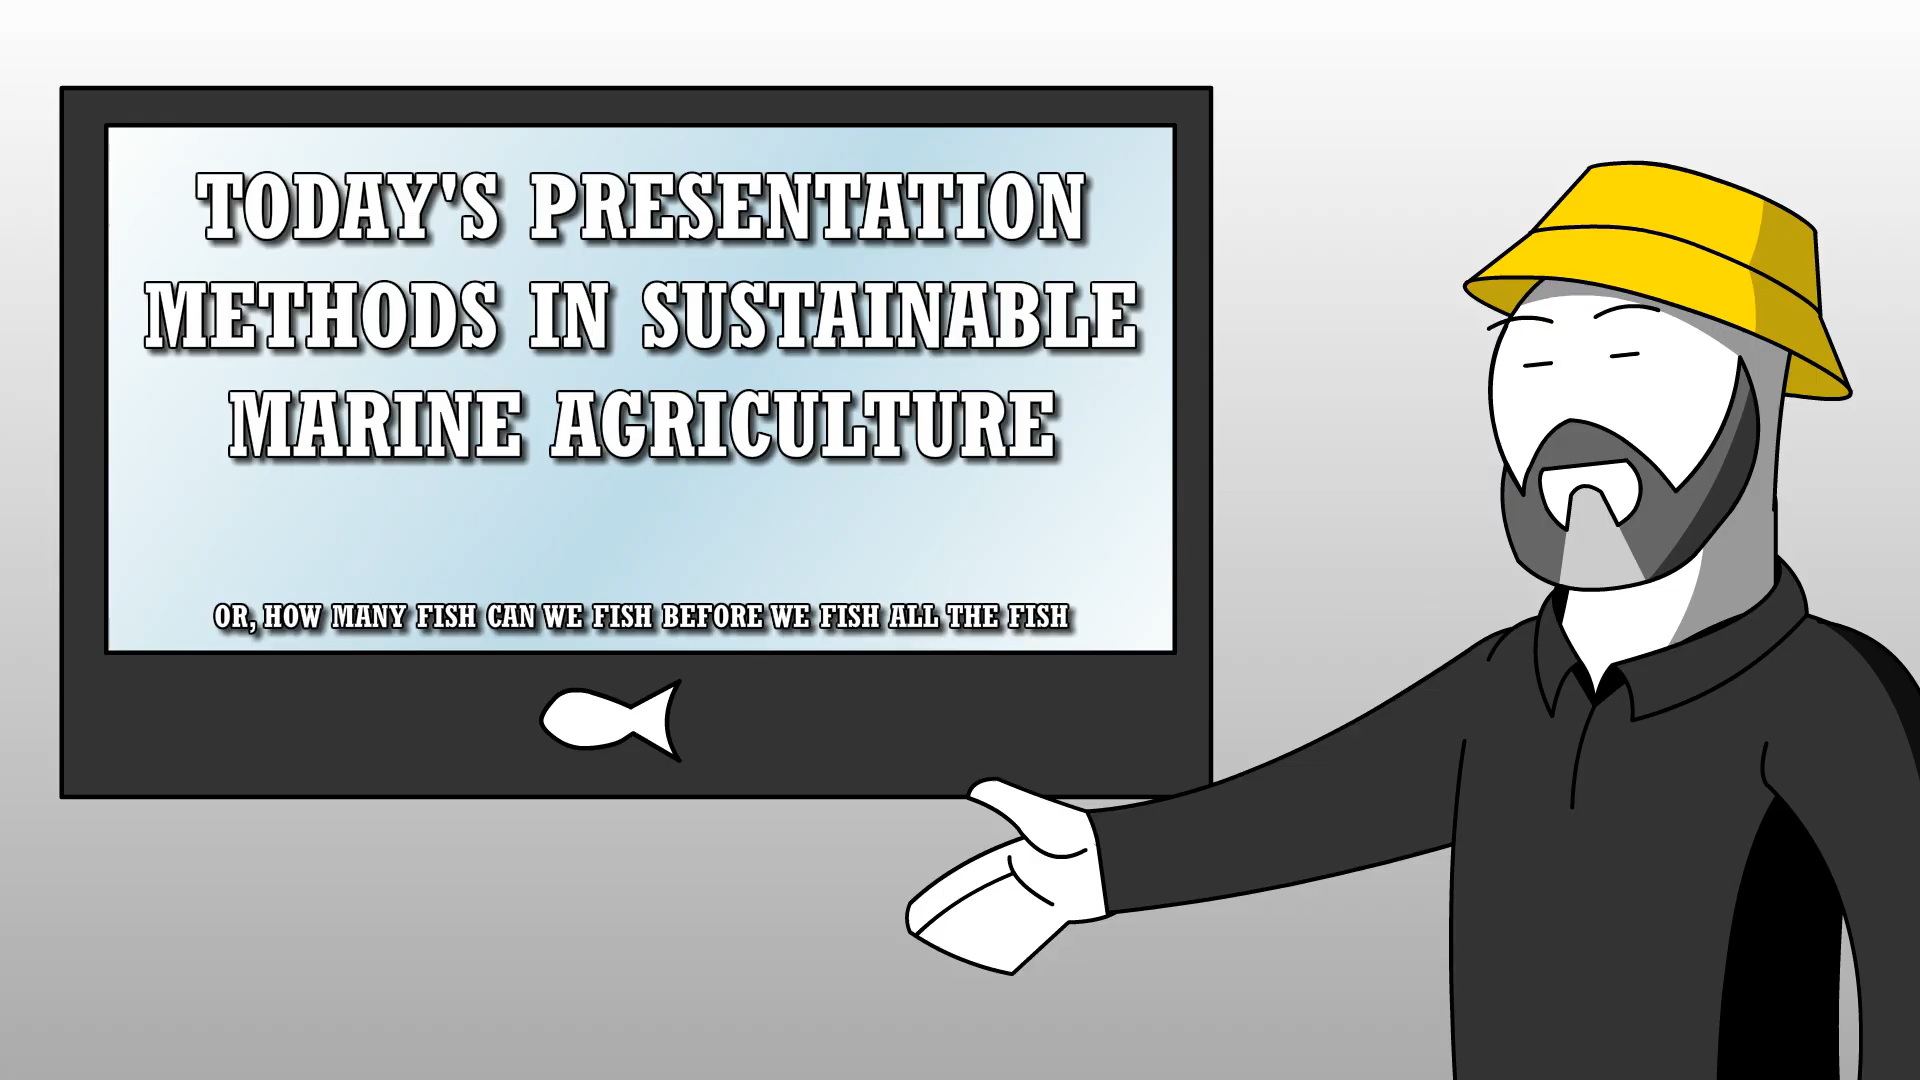 TODAY'S PRESENTATION
METHODS IN SUSTAINABLE
MARINE AGRICULTURE
OR, HOW MANY FISH CAN WE FISH BEFORE WE FISH ALL THE FISH